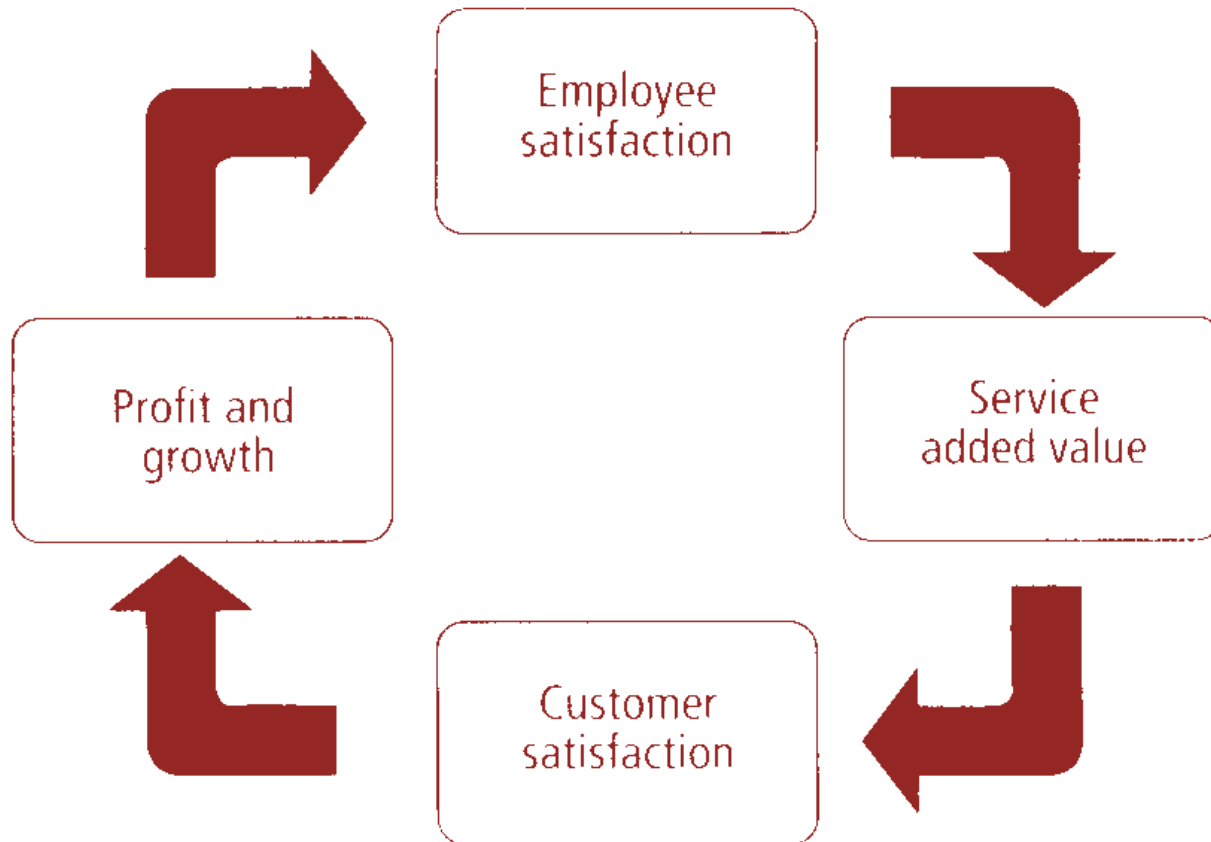 Employee
satisfaction
Profit and
growth
Service
added value
Customer
satisfaction